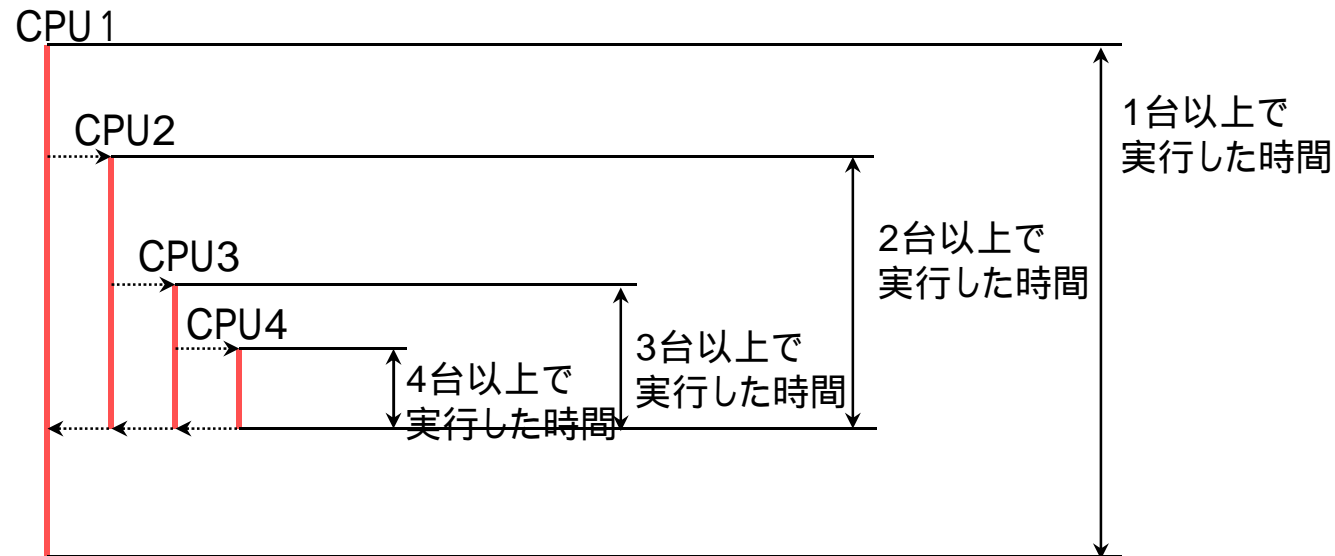 CPU1
CPU2
CPU3
CPU4
1台以上で
実行した時間
2台以上で
実行した時間
3台以上で
実行した時間
4台以上で
実行した時間